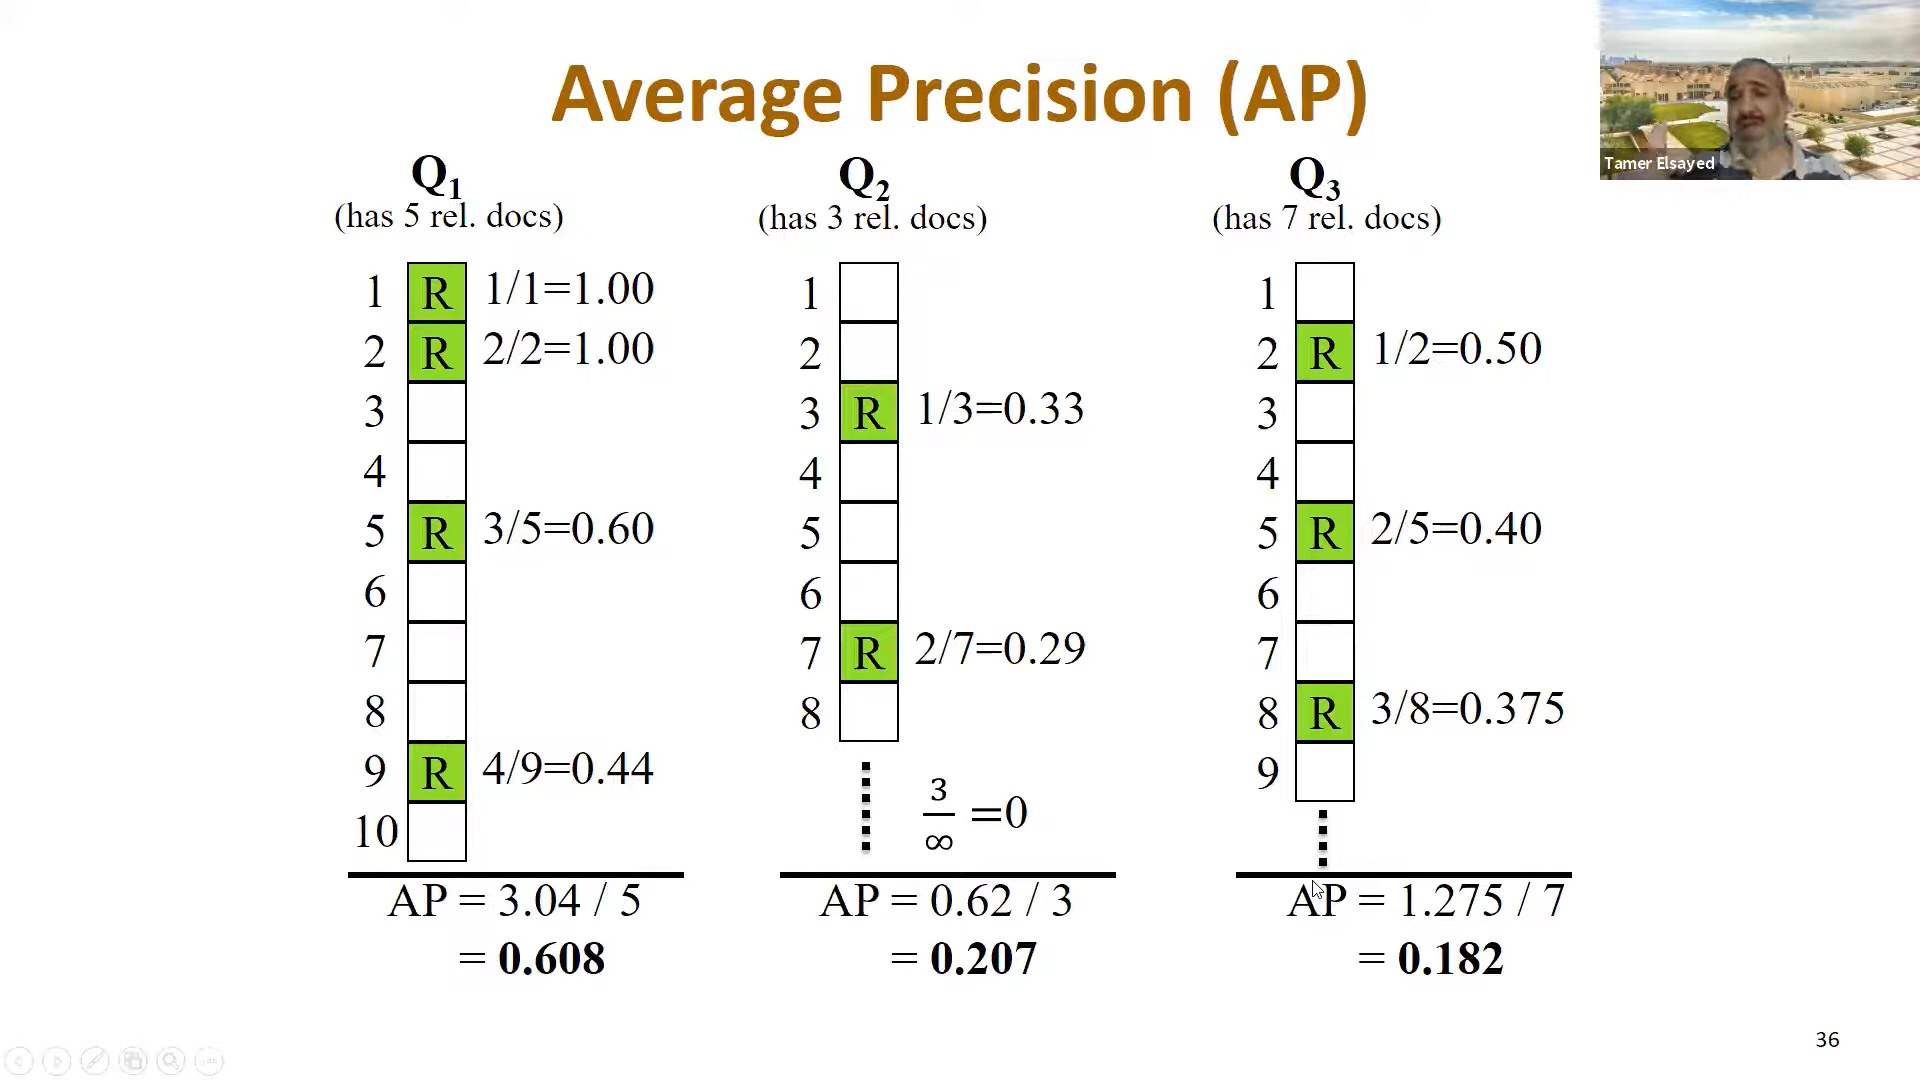 Average Precision (AP)
Tamer Elsayed
Q1
(has 5 rel. docs)
1 R 1/1=1.00
2 R 2/2=1.00
3
4
5 R 3/5=0.60
6
7
8
9 R 4/9=0.44
10
AP = 3.04 / 5
= 0.608
Q2
(has 3 rel. docs)
1
2
3 R 1/3=0.33
4
5
6
7 R 2/7=0.29
8
3/∞ =0
AP = 0.62 / 3
= 0.207
Q3
(has 7 rel. docs)
1
2 R 1/2=0.50
3
4
5 R 2/5=0.40
6
7
8 R 3/8=0.375
9
AP = 1.275 / 7
= 0.182
36